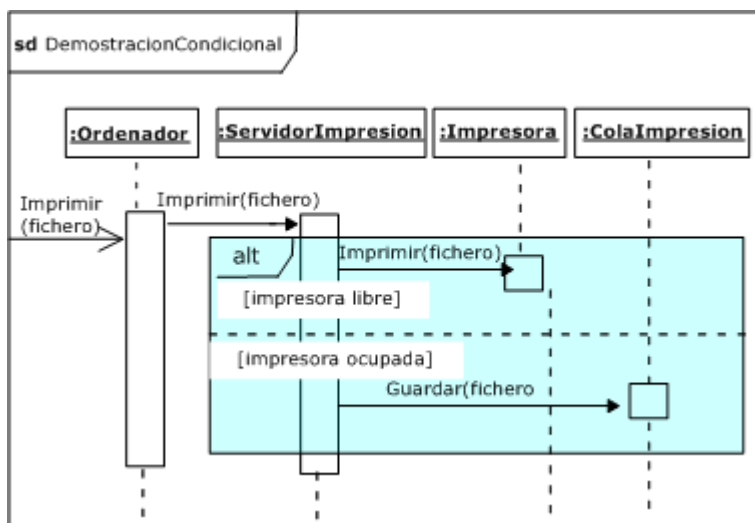 sd DemostracionCondicional
:Ordenador
:ServidorImpresion
:Impresora
:ColaImpresion
Imprimir
(fichero)
Imprimir(fichero)
alt
Imprimir(fichero)
[impresora libre]
[impresora ocupada]
Guardar(fichero